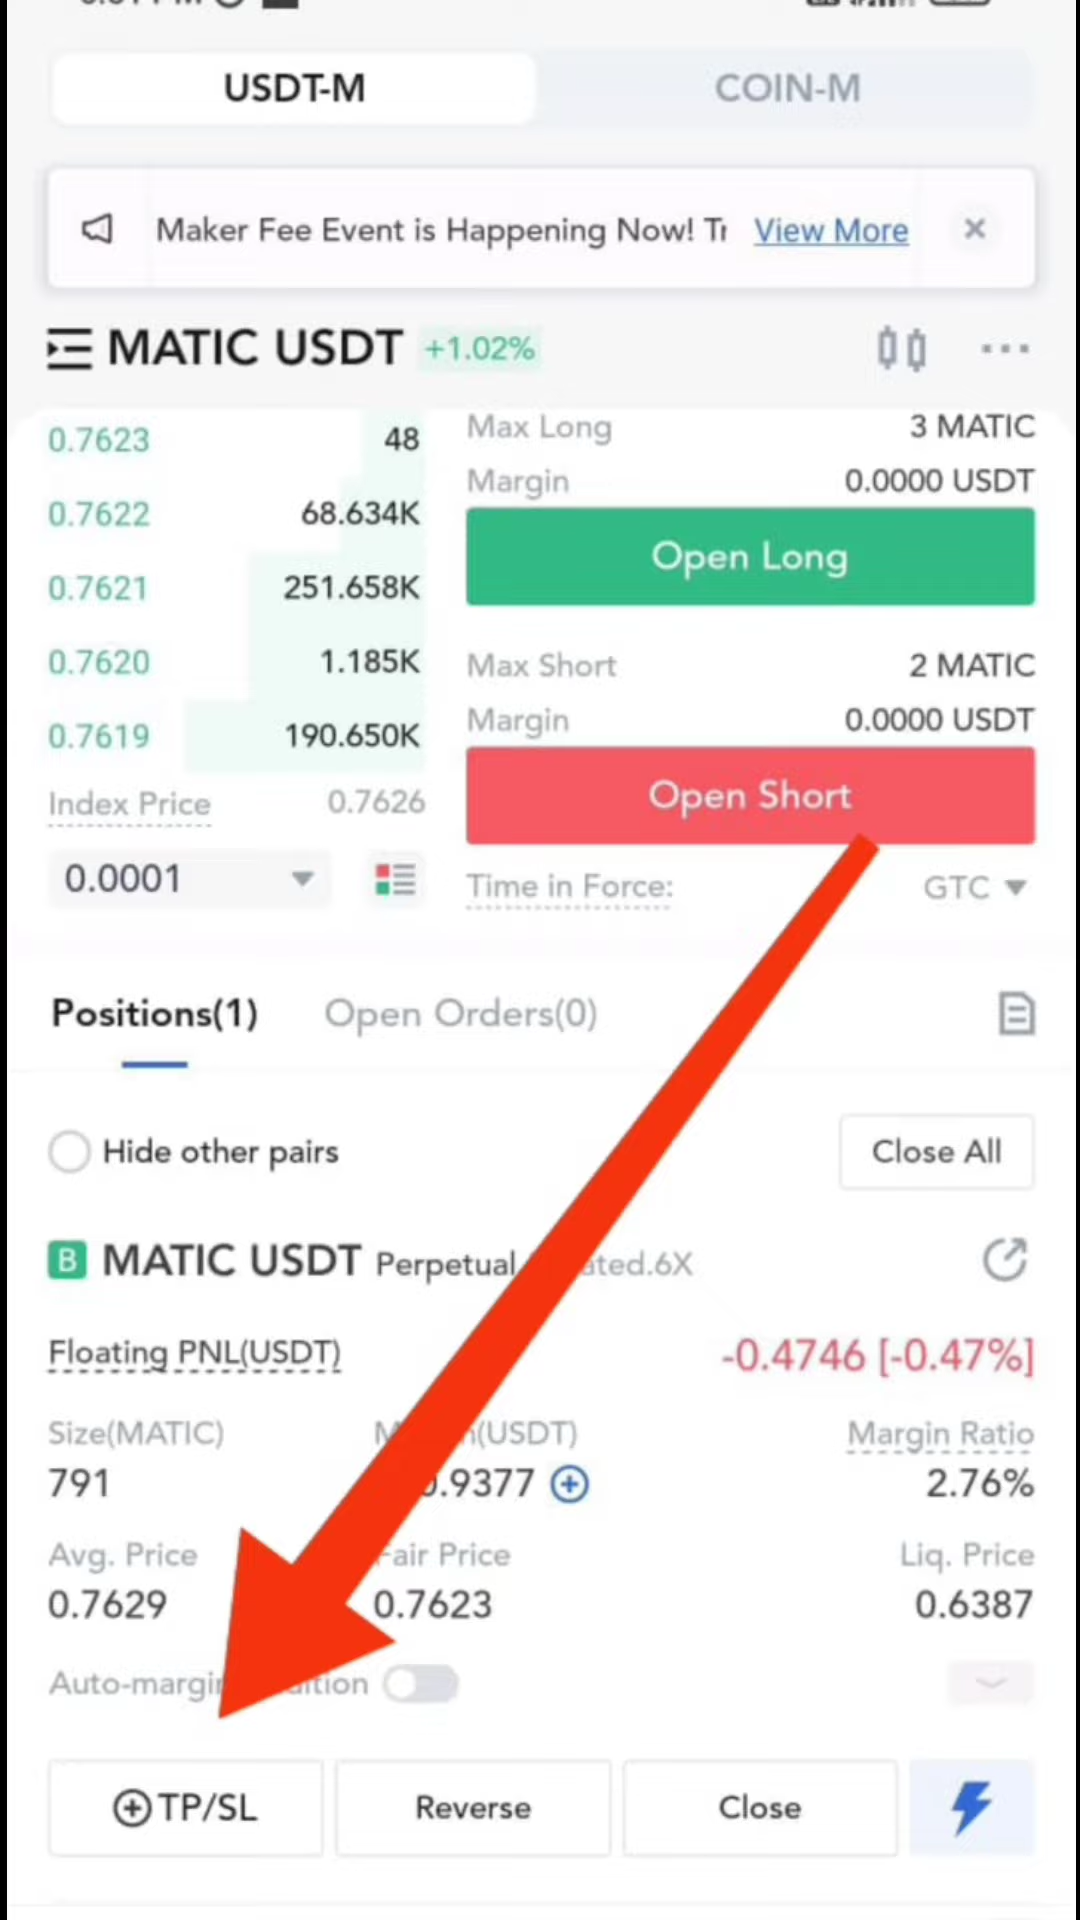 USDT-M COIN-M
Maker Fee Event is Happening Now! Tr View More
MATIC USDT +1.02%
0.7623 48 Max Long 3 MATIC
Margin 0.0000 USDT
0.7622 68.634K
0.7621 251.658K Open Long
0.7620 1.185K Max Short 2 MATIC
Margin 0.0000 USDT
0.7619 190.650K
Index Price 0.7626 Open Short
0.0001 Time in Force: GTC
Positions(1) Open Orders(0)
Hide other pairs Close All
B MATIC USDT Perpetual
Floating PNL(USDT) -0.4746 [-0.47%]
Size(MATIC) Margin Ratio
791 2.76%
Avg. Price Fair Price Liq. Price
0.7629 0.7623 0.6387
TP/SL Reverse Close